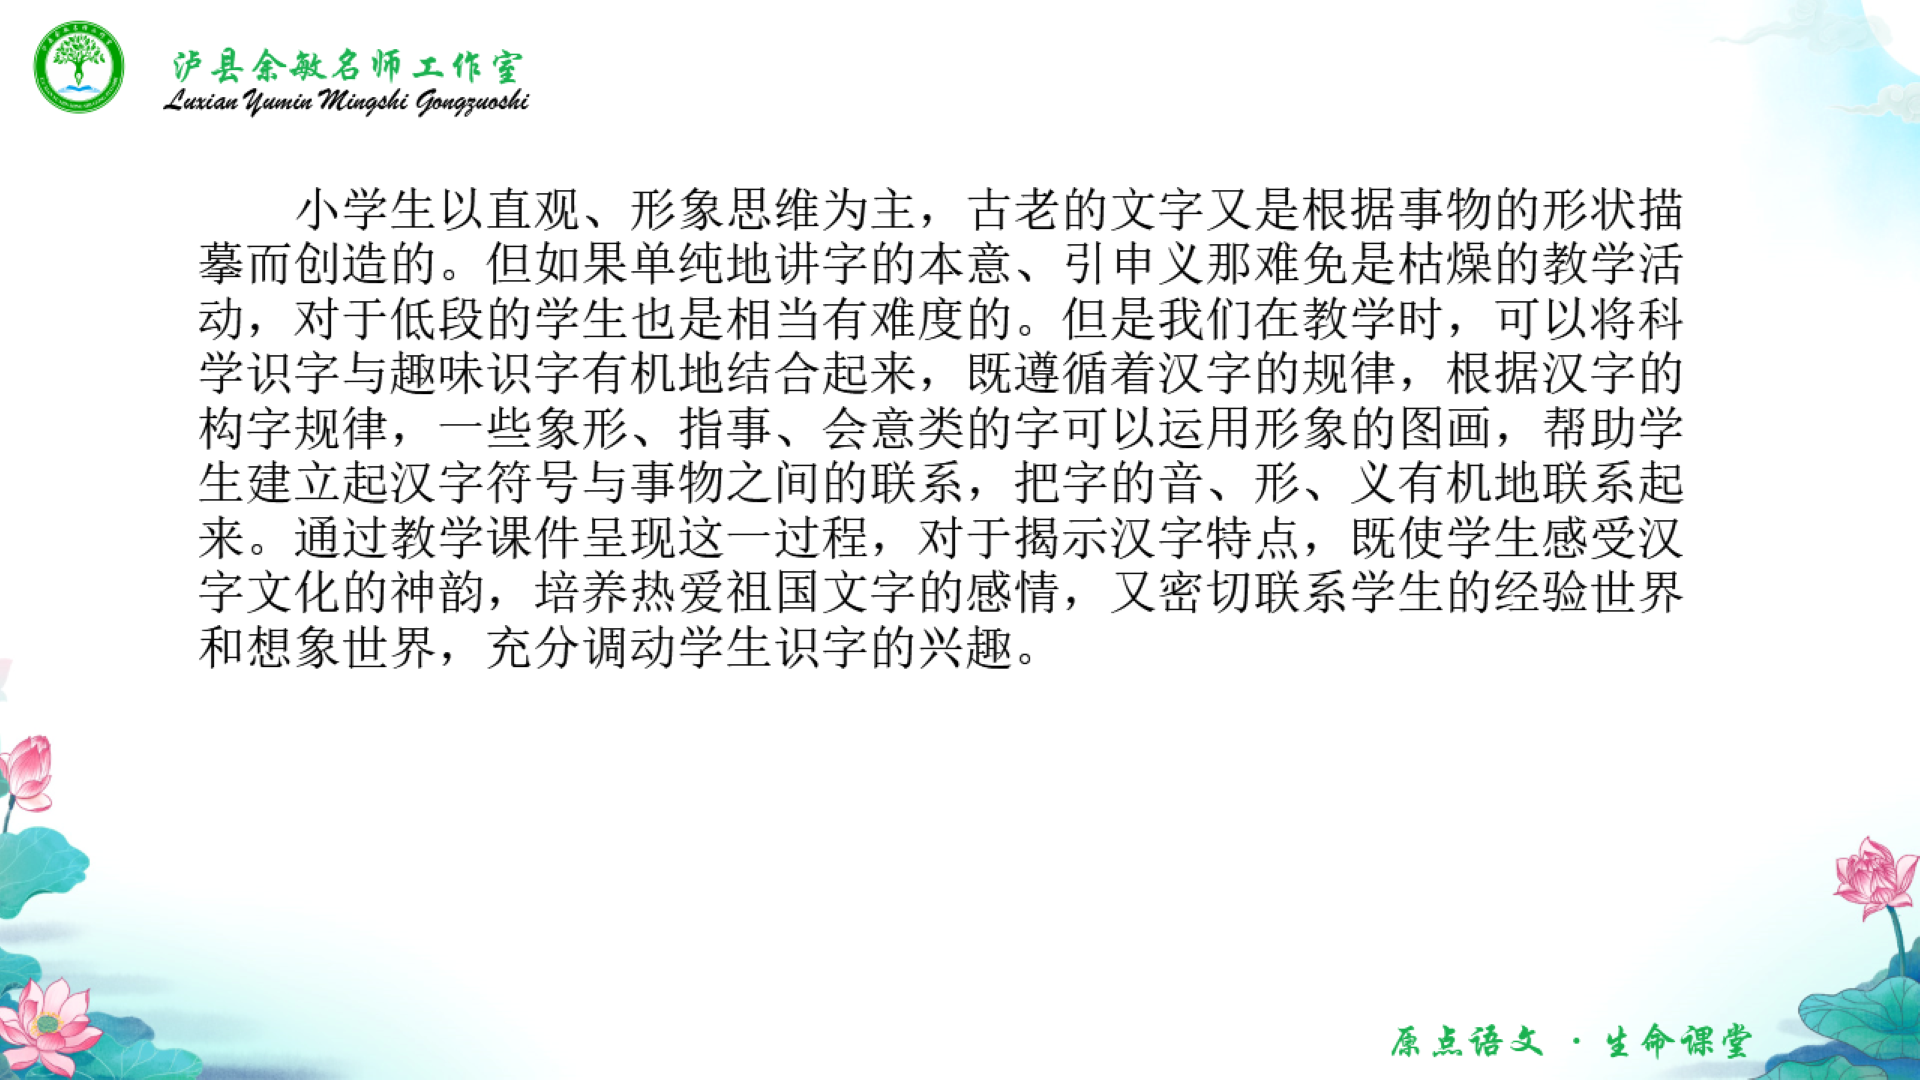 泸县余敏名师工作室
Luxian Yumin Mingshi Gongzuoshi
小学生以直观、形象思维为主，古老的文字又是根据事物的形状描
摹而创造的。但如果单纯地讲字的本意、引申义那难免是枯燥的教学活
动，对于低段的学生也是相当有难度的。但是我们在教学时，可以将科
学识字与趣味识字有机地结合起来，既遵循着汉字的规律，根据汉字的
构字规律，一些象形、指事、会意类的字可以运用形象的图画，帮助学
生建立起汉字符号与事物之间的联系，把字的音、形、义有机地联系起
来。通过教学课件呈现这一过程，对于揭示汉字特点，既使学生感受汉
字文化的神韵，培养热爱祖国文字的感情，又密切联系学生的经验世界
和想象世界，充分调动学生识字的兴趣。
原点语文 · 生命课堂